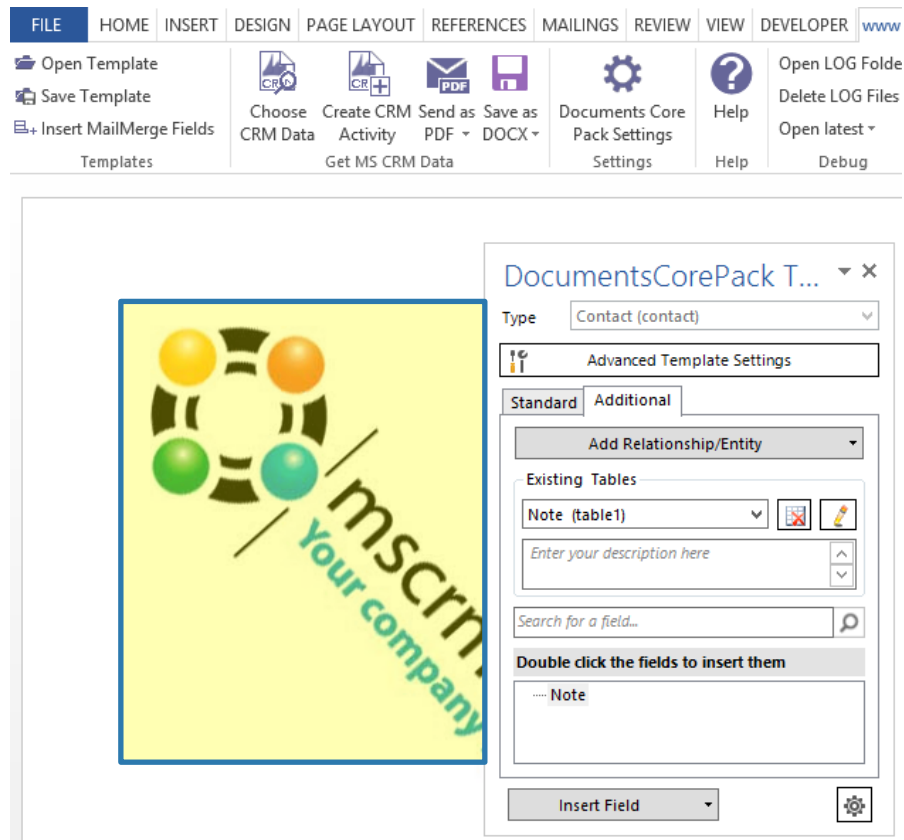 FILE HOME INSERT DESIGN PAGE LAYOUT REFERENCES MAILINGS REVIEW VIEW DEVELOPER www
Open Template
Save Template
Insert MailMerge Fields
Templates
CRM
Choose
CRM Data
CR
Create CRM
Activity
PDF
Send as
PDF
Save as
DOCX
Get MS CRM Data
Documents Core
Pack Settings
Settings
?
Help
Help
Open LOG Folde
Delete LOG Files
Open latest
Debug
mscrm
Your company
DocumentsCorePack T...
Type Contact (contact)
Advanced Template Settings
Standard Additional
Add Relationship/Entity
Existing Tables
Note (table1)
Enter your description here
Search for a field...
Double click the fields to insert them
Note
Insert Field